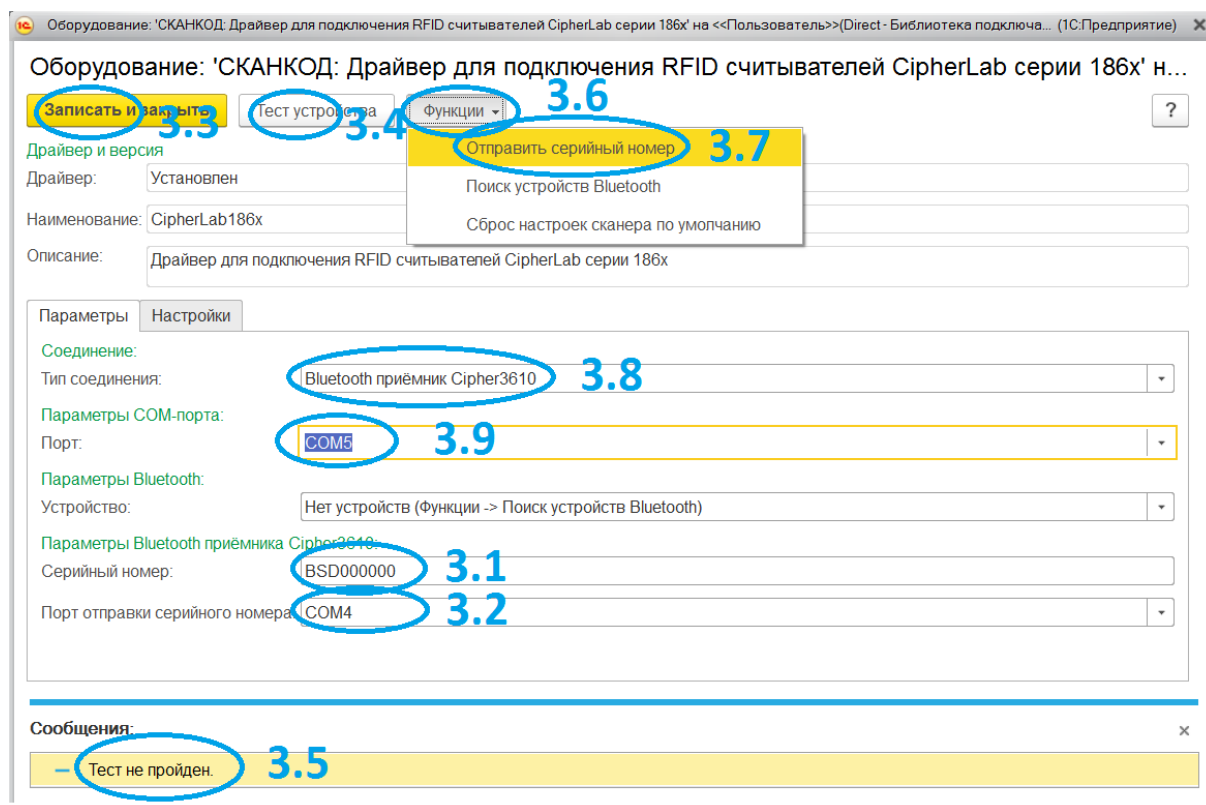 Оборудование: 'СКАНКОД: Драйвер для подключения RFID считывателей CipherLab серии 186x' на <<Пользователь>>(Direct - Библиотека подключа... (1С:Предприятие)
Оборудование: 'СКАНКОД: Драйвер для подключения RFID считывателей CipherLab серии 186x' н...
Записать и закрыть 3.3 Тест устройства 3.4 Функции 3.6 ?
Отправить серийный номер 3.7
Драйвер и версия
Драйвер: Установлен
Поиск устройств Bluetooth
Наименование: CipherLab186x
Сброс настроек сканера по умолчанию
Описание: Драйвер для подключения RFID считывателей CipherLab серии 186x
Параметры Настройки
Соединение:
Тип соединения: Bluetooth приёмник Cipher3610 3.8
Параметры COM-порта:
Порт: COM5 3.9
Параметры Bluetooth:
Устройство: Нет устройств (Функции -> Поиск устройств Bluetooth)
Параметры Bluetooth приёмника Cipher3610:
Серийный номер: BSD000000 3.1
Порт отправки серийного номера: COM4 3.2
Сообщения:
Тест не пройден. 3.5